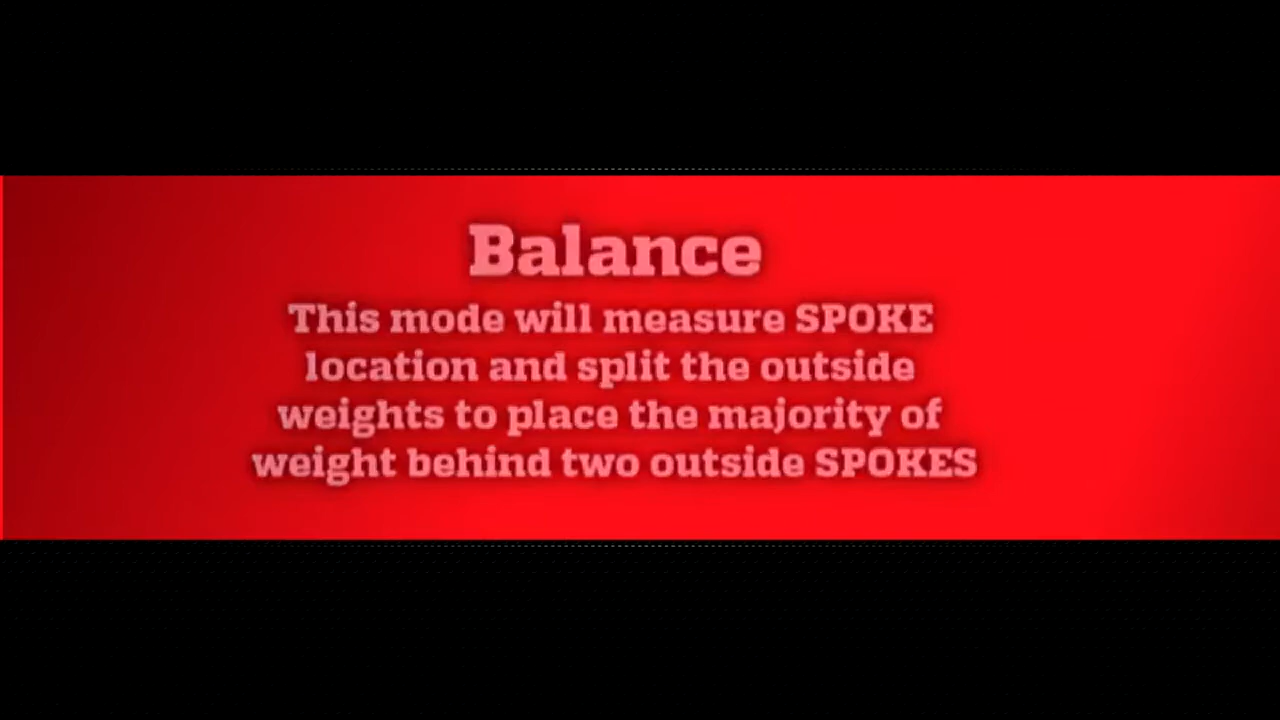 Balance
This mode will measure SPOKE
location and split the outside
weights to place the majority of
weight behind two outside SPOKES